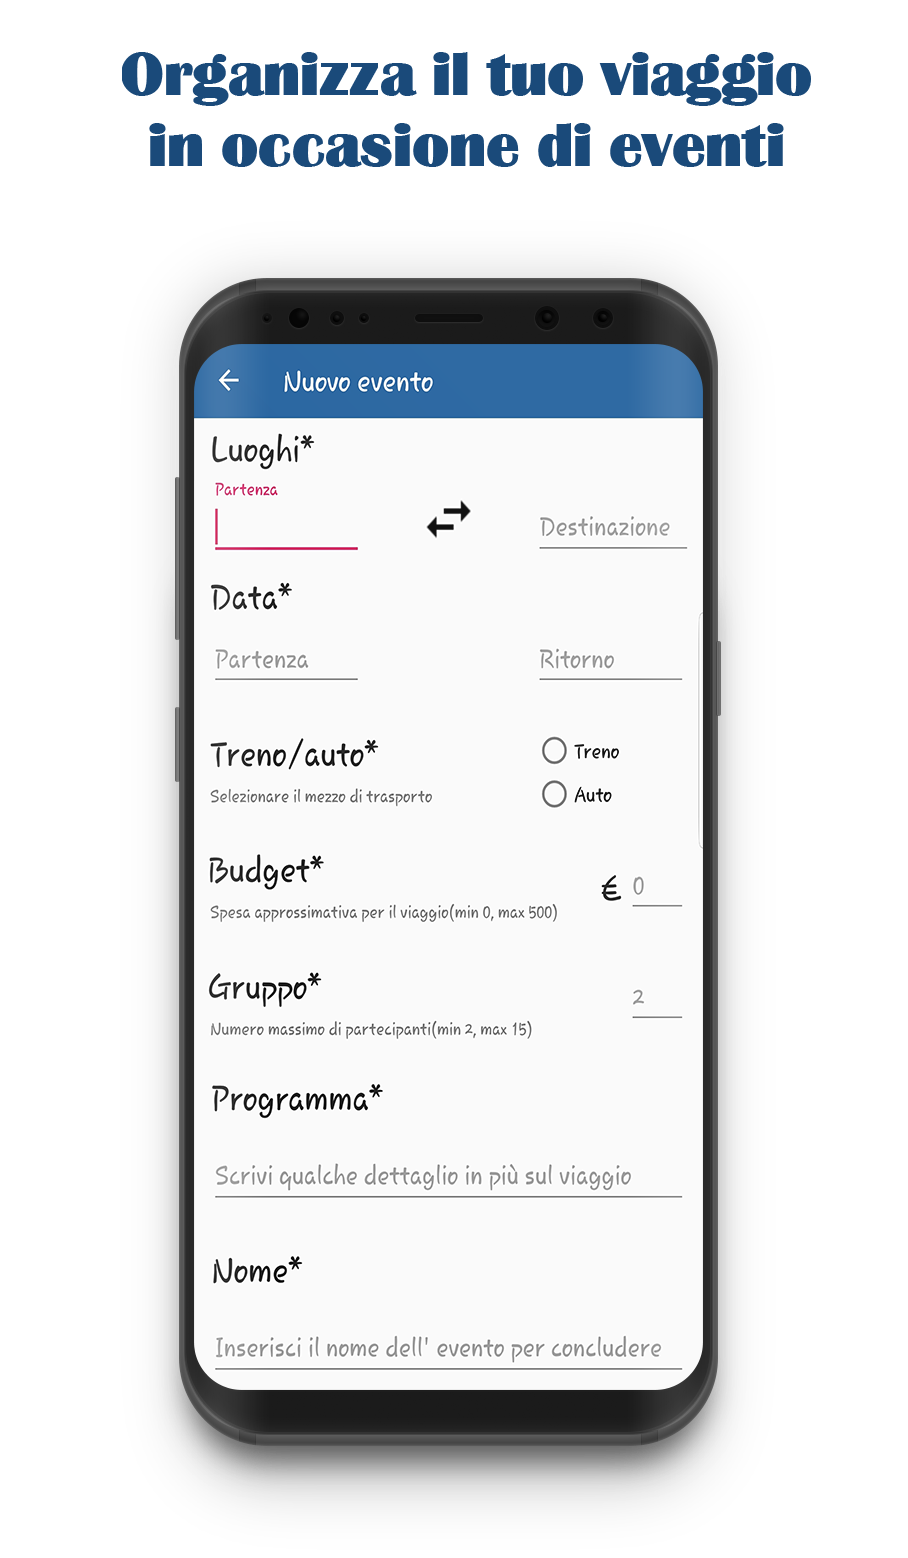 Organizza il tuo viaggio
in occasione di eventi
Nuovo evento
Luoghi*
Partenza
Destinazione
Data*
Partenza Ritorno
Treno/auto*
Treno
Selezionare il mezzo di trasporto
Auto
Budget*
€ 0
Spesa approssimativa per il viaggio(min 0, max 500)
Gruppo*
2
Numero massimo di partecipanti(min 2, max 15)
Programma*
Scrivi qualche dettaglio in più sul viaggio
Nome*
Inserisci il nome dell' evento per concludere